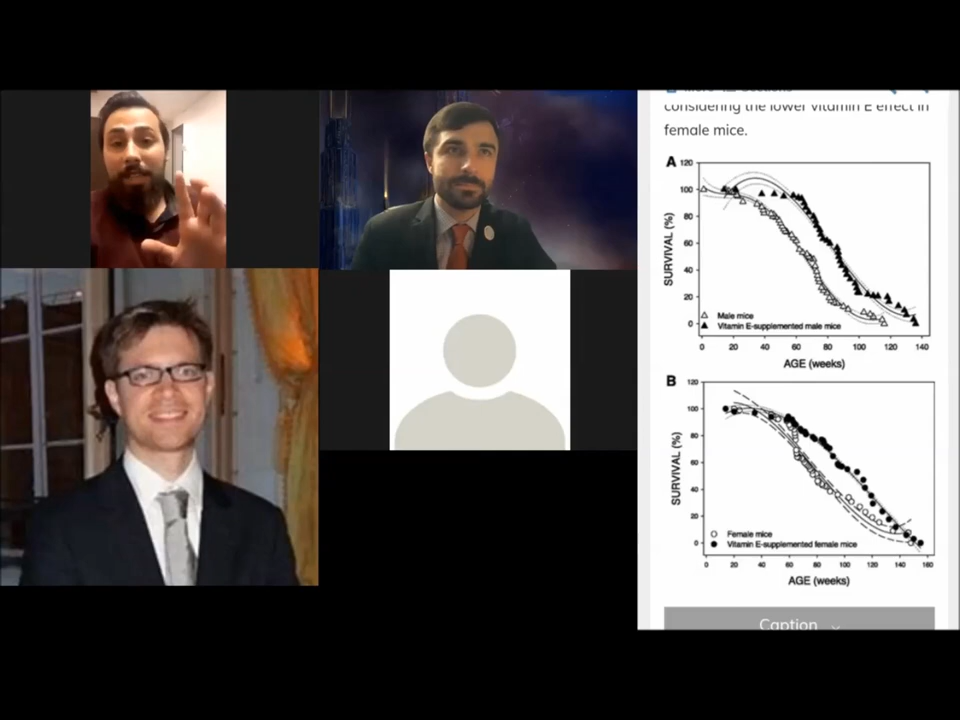 considering the lower vitamin E effect in
female mice.
A
120
100
80
60
40
20
0
SURVIVAL (%)
Male mice
Vitamin E-supplemented male mice
0 20 40 60 80 100 120 140
AGE (weeks)
B
120
100
80
60
40
20
0
SURVIVAL (%)
Female mice
Vitamin E-supplemented female mice
0 20 40 60 80 100 120 140 160
AGE (weeks)
Caption